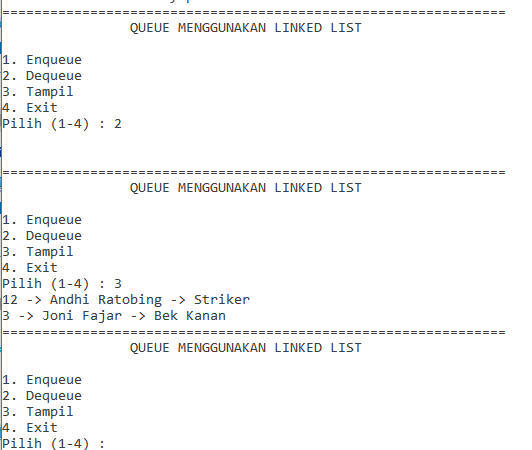 ================================================================
QUEUE MENGGUNAKAN LINKED LIST
1. Enqueue
2. Dequeue
3. Tampil
4. Exit
Pilih (1-4) : 2
================================================================
QUEUE MENGGUNAKAN LINKED LIST
1. Enqueue
2. Dequeue
3. Tampil
4. Exit
Pilih (1-4) : 3
12 -> Andhi Ratobing -> Striker
3 -> Joni Fajar -> Bek Kanan
================================================================
QUEUE MENGGUNAKAN LINKED LIST
1. Enqueue
2. Dequeue
3. Tampil
4. Exit
Pilih (1-4) :